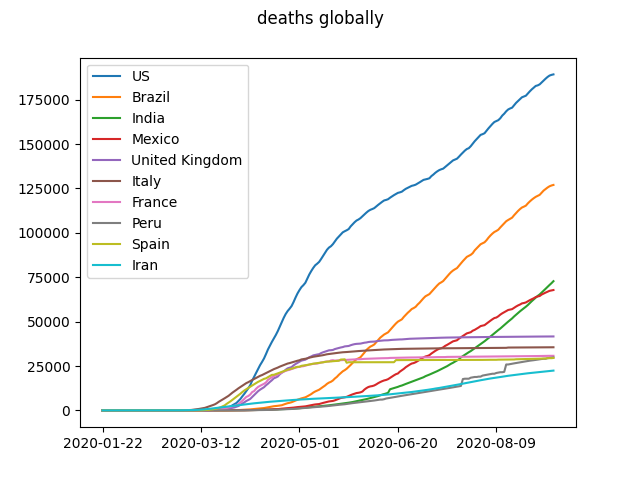 deaths globally
US
Brazil
India
Mexico
United Kingdom
Italy
France
Peru
Spain
Iran
175000
150000
125000
100000
75000
50000
25000
0
2020-01-22 2020-03-12 2020-05-01 2020-06-20 2020-08-09